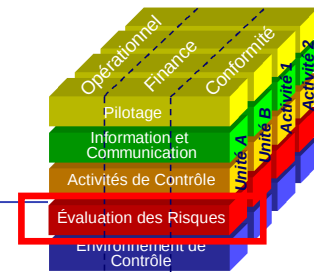 Opérationnel
Finance
Conformité
Pilotage
Information et
Communication
Activités de Contrôle
Évaluation des Risques
Environnement de
Contrôle
Unité A
Unité B
Activité 1
Activité 2